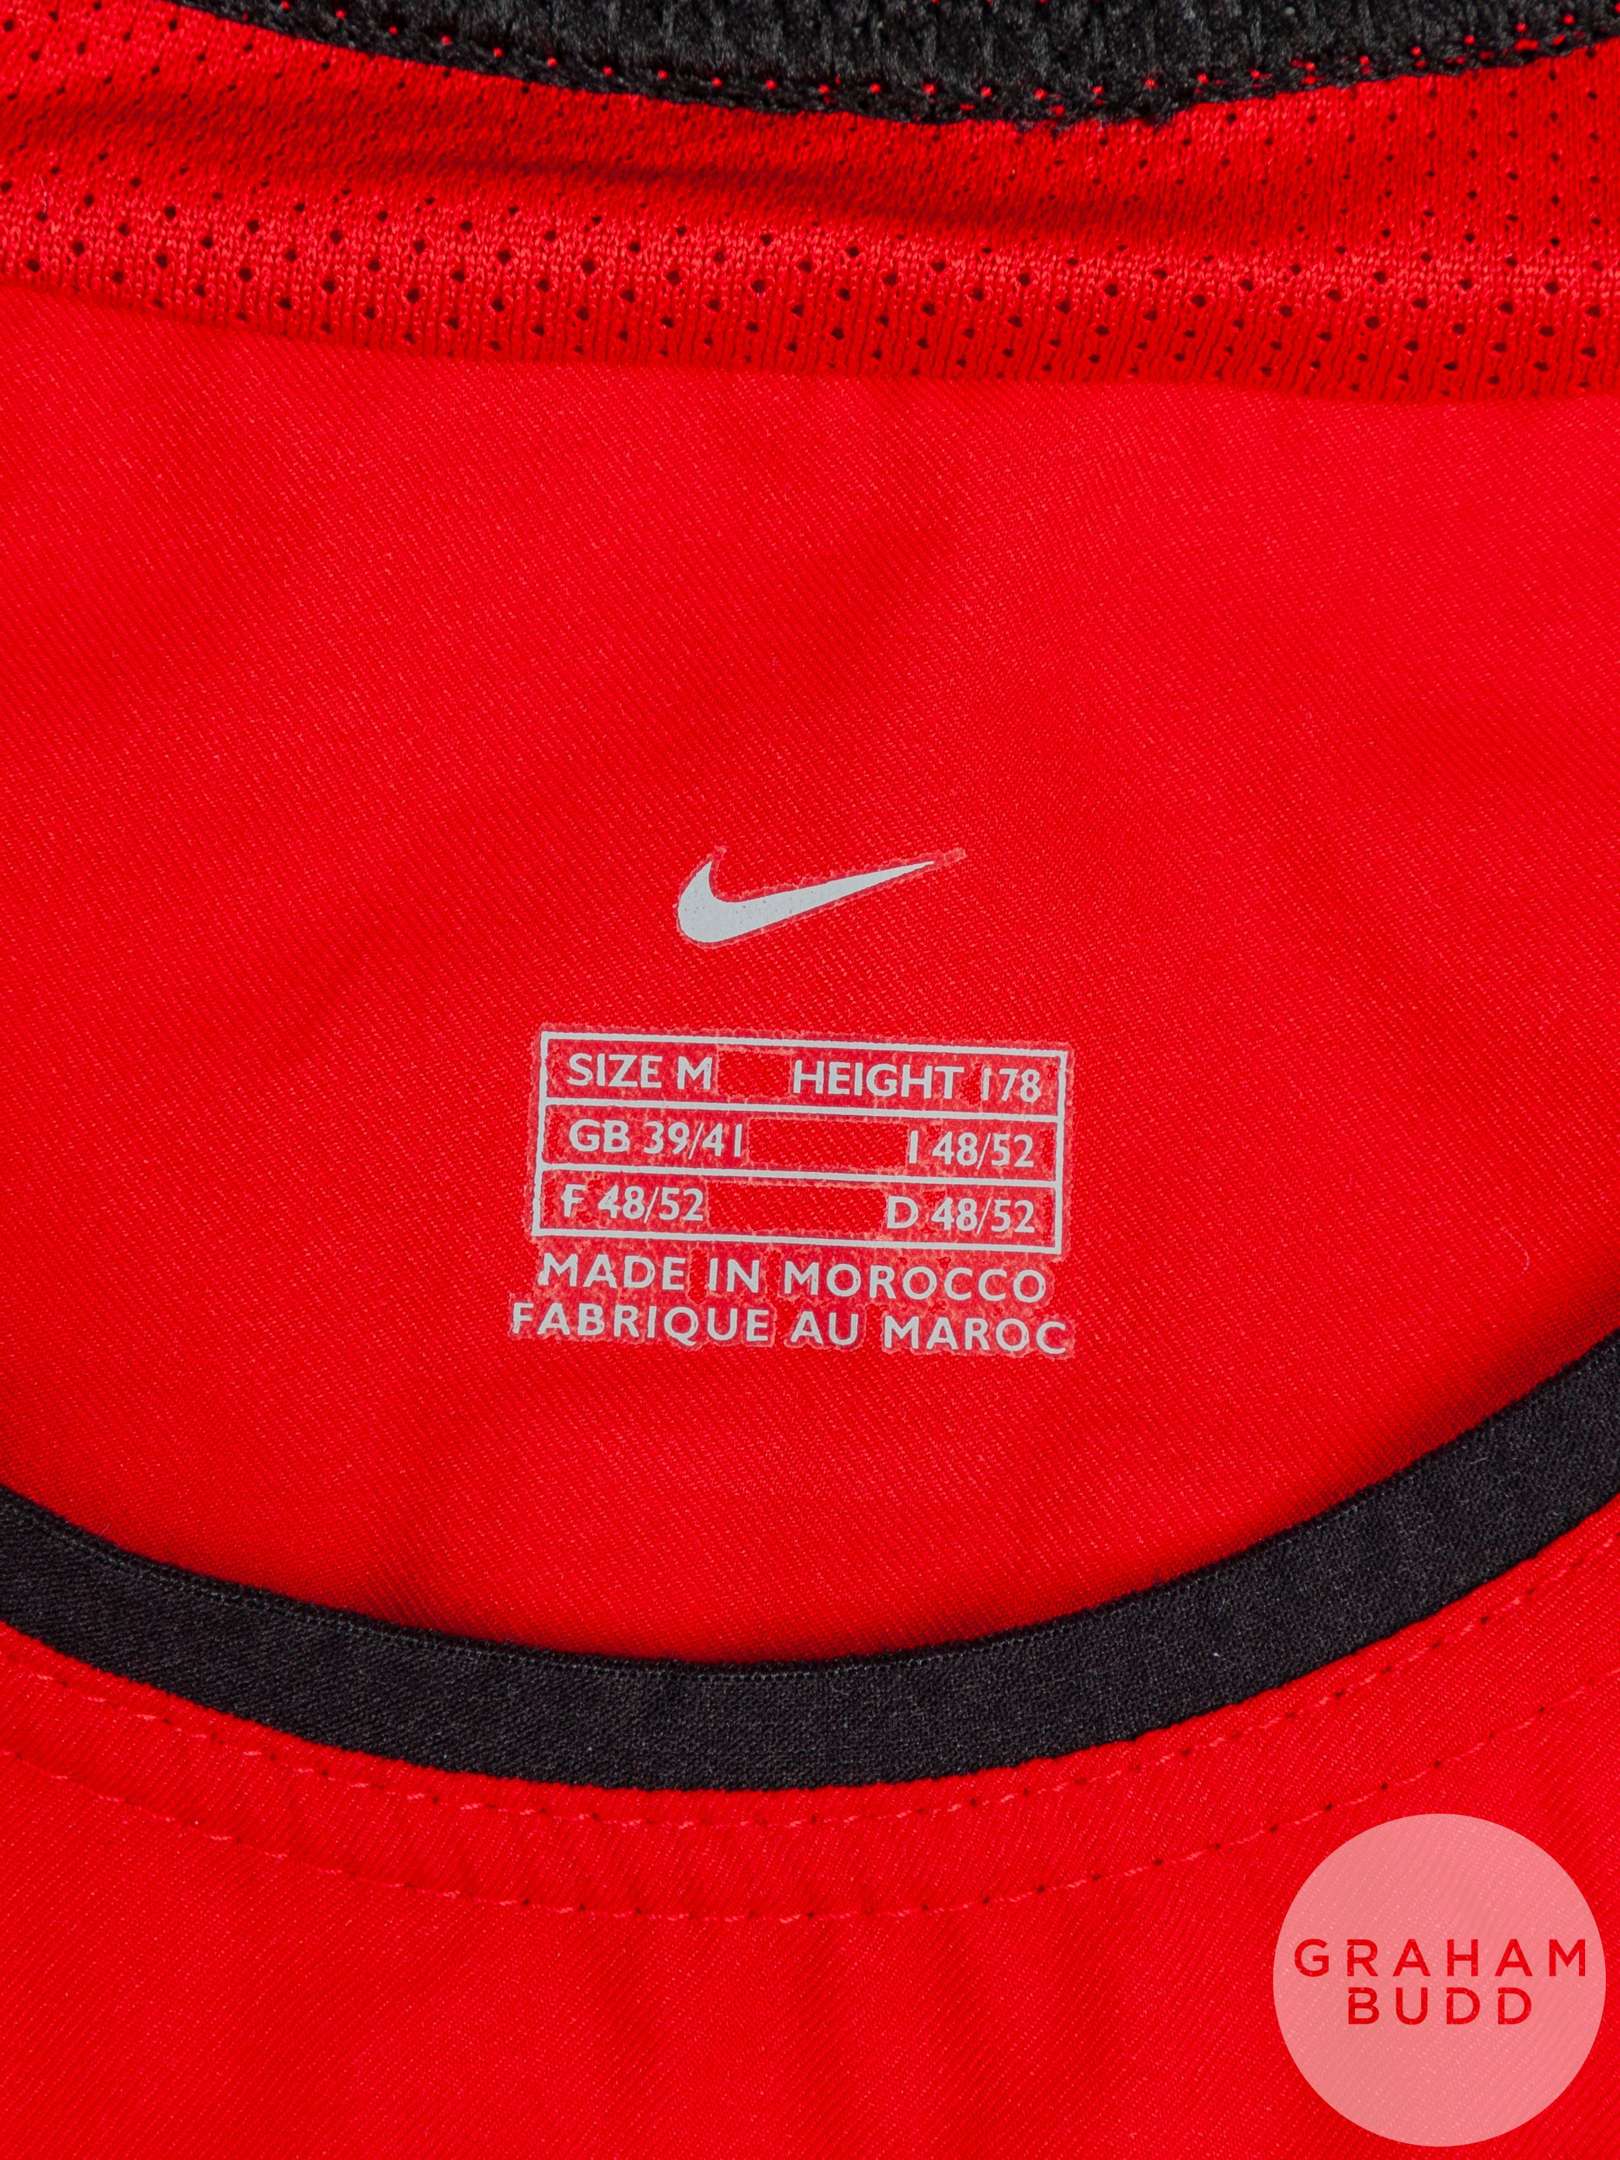 SIZE M HEIGHT 178
GB 39/41 I 48/52
F 48/52 D 48/52
MADE IN MOROCCO
FABRIQUE AU MAROC
GRAHAM
BUDD